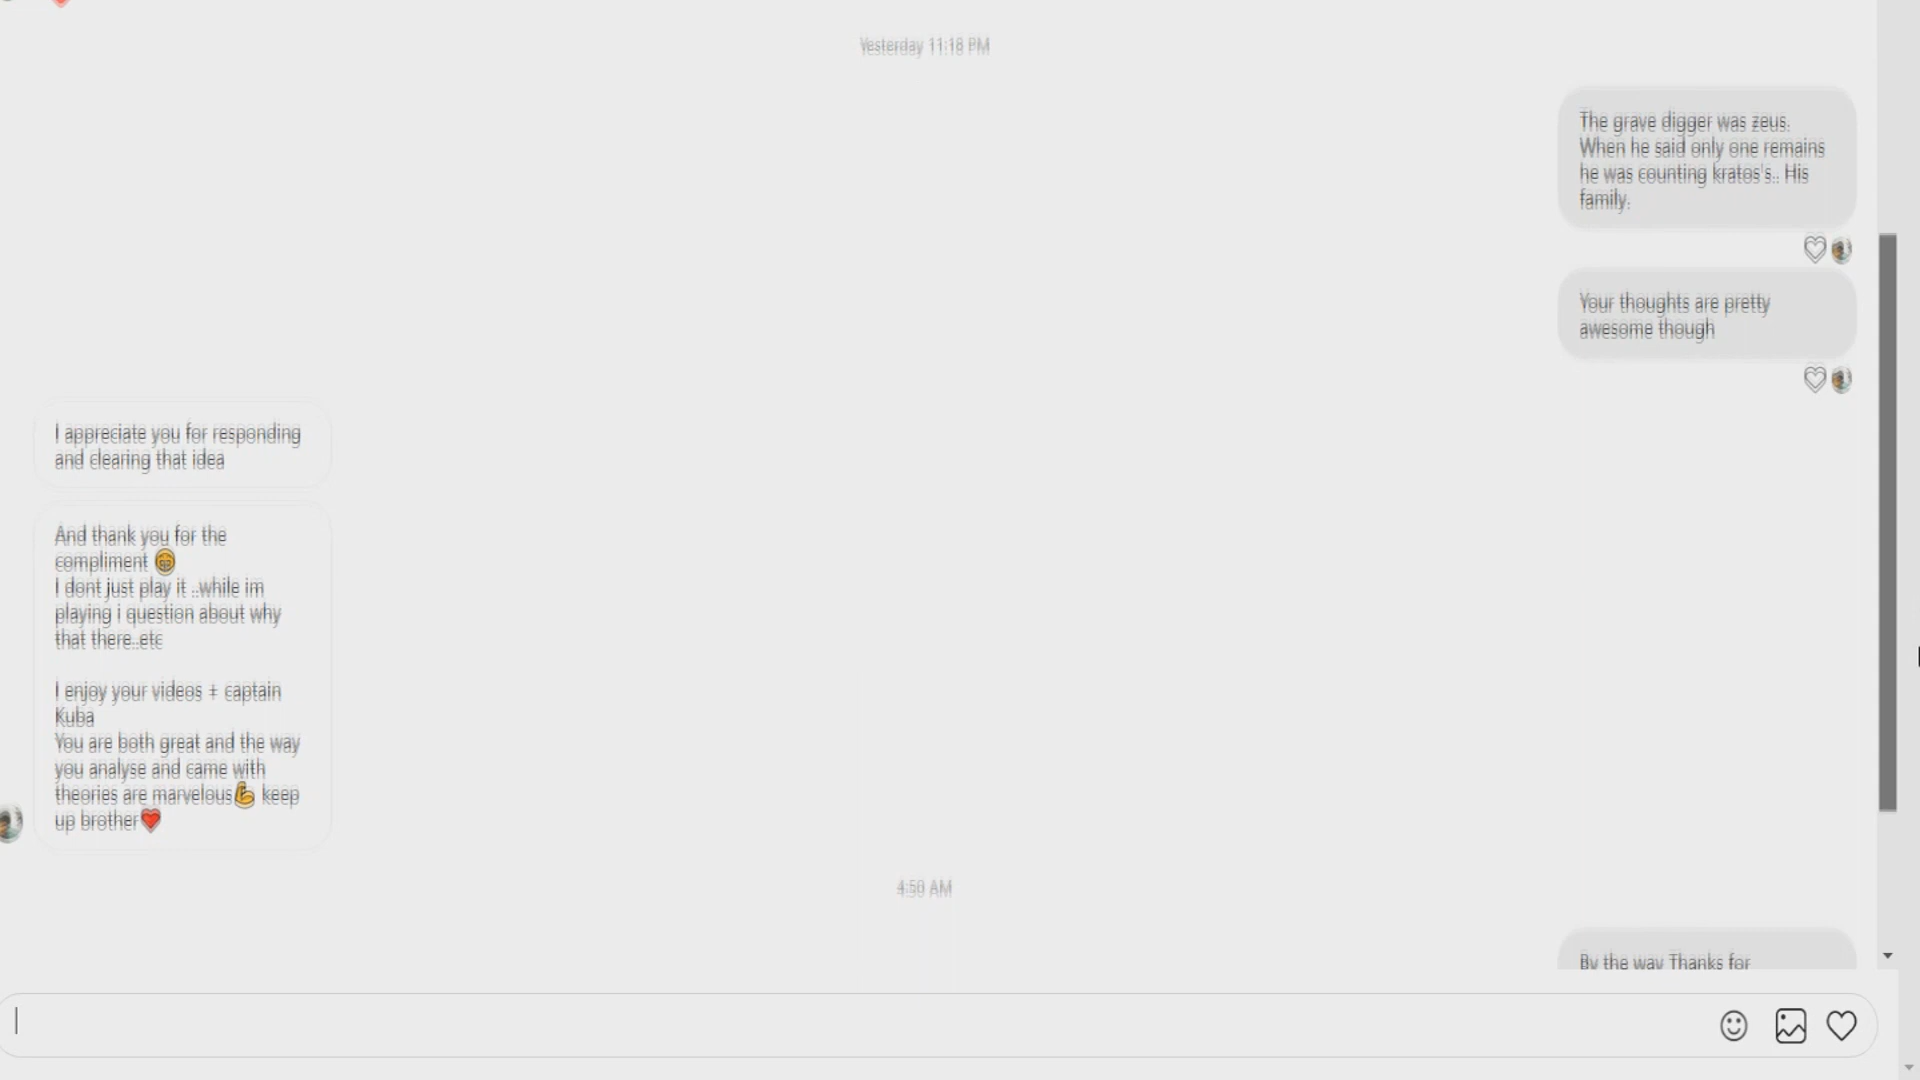 Yesterday 11:18 PM
The grave digger was zeus.
When he said only one remains
he was counting kratos's.. His
family.
Your thoughts are pretty
awesome though
I appreciate you for responding
and clearing that idea
And thank you for the
compliment 😁
I dont just play it ..while im
playing i question about why
that there..etc
I enjoy your videos + captain
Kuba
You are both great and the way
you analyse and came with
theories are marvelous💪 keep
up brother❤️
4:50 AM
By the way Thanks for